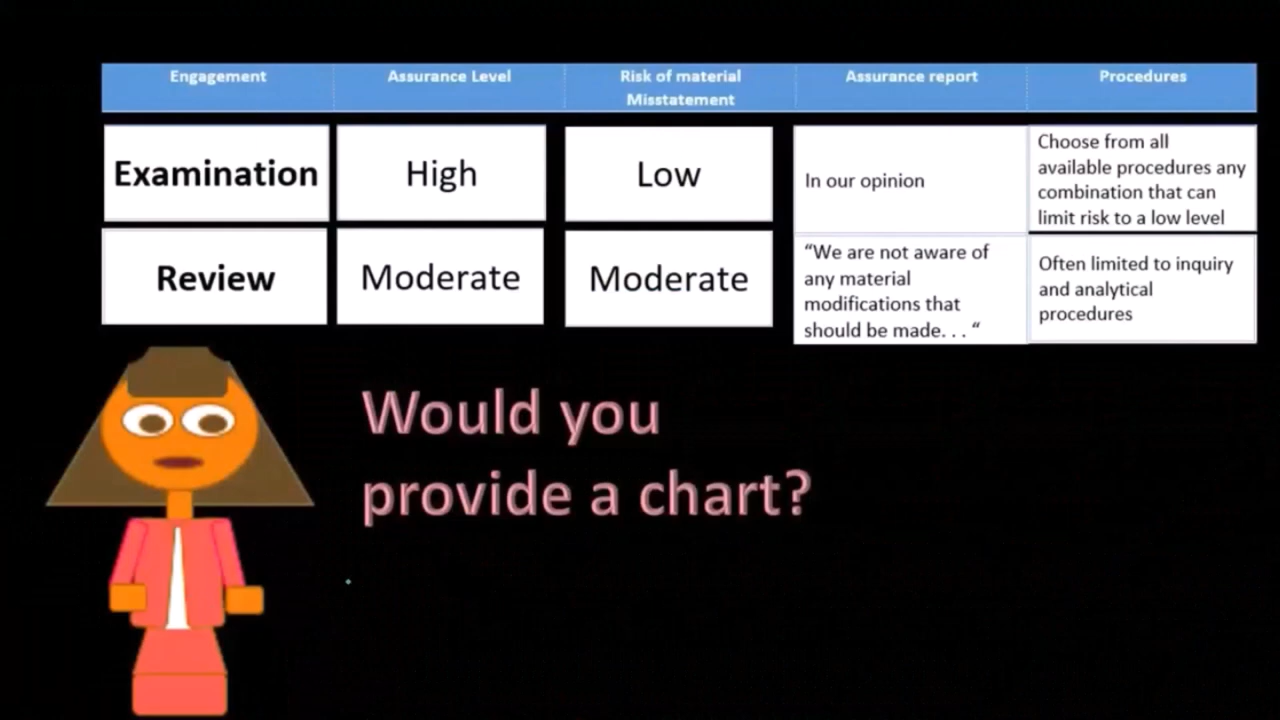 Engagement
Assurance Level
Risk of material
Misstatement
Assurance report
Procedures
Examination
High
Low
In our opinion
Choose from all
available procedures any
combination that can
limit risk to a low level
Review
Moderate
Moderate
“We are not aware of
any material
modifications that
should be made. . . “
Often limited to inquiry
and analytical
procedures
Would you
provide a chart?